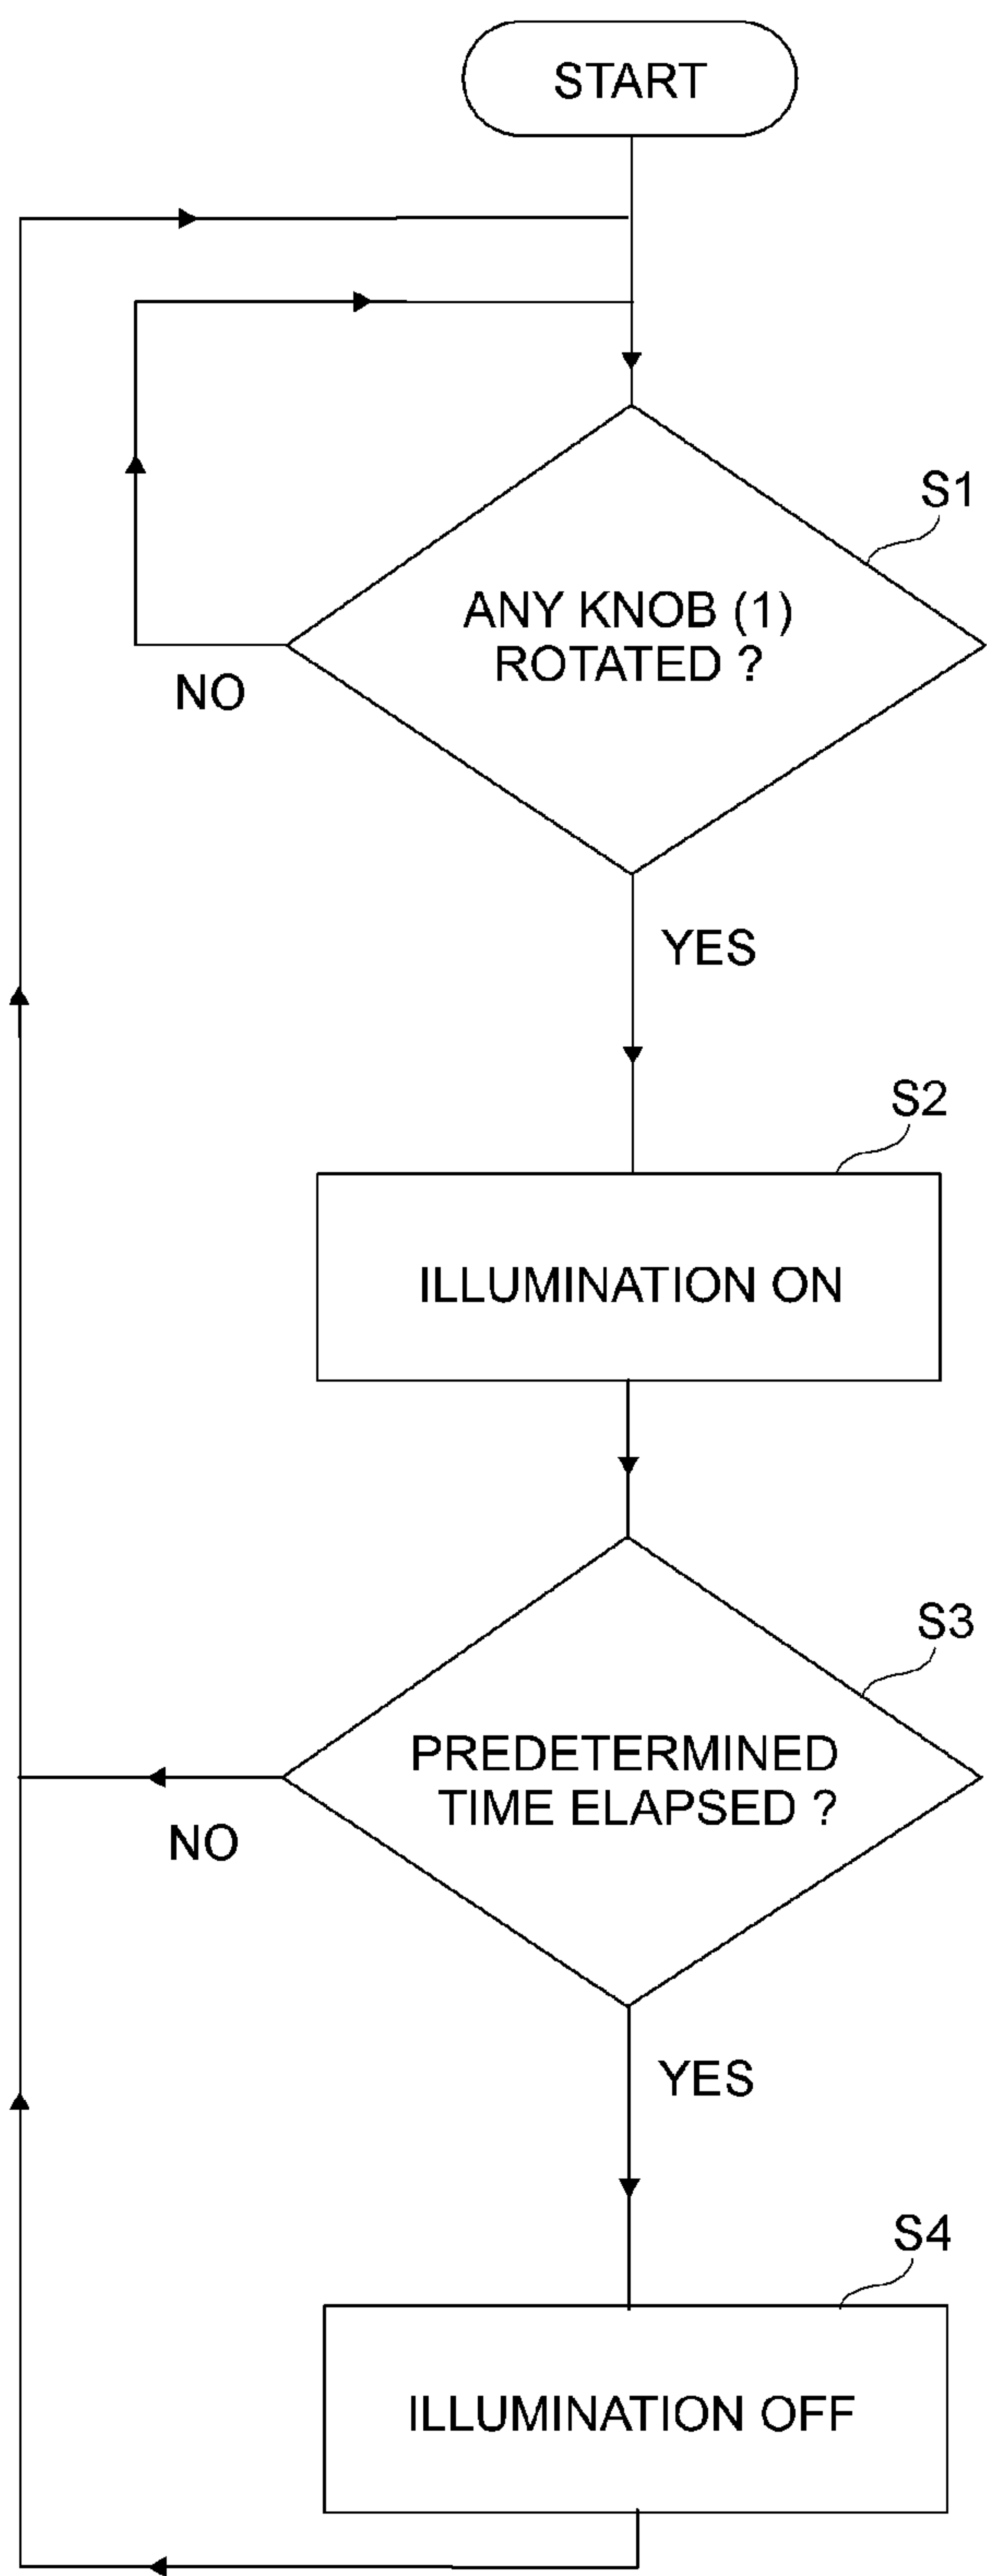 START
S1
ANY KNOB (1)
ROTATED ?
NO
YES
S2
ILLUMINATION ON
S3
PREDETERMINED
TIME ELAPSED ?
NO
YES
S4
ILLUMINATION OFF